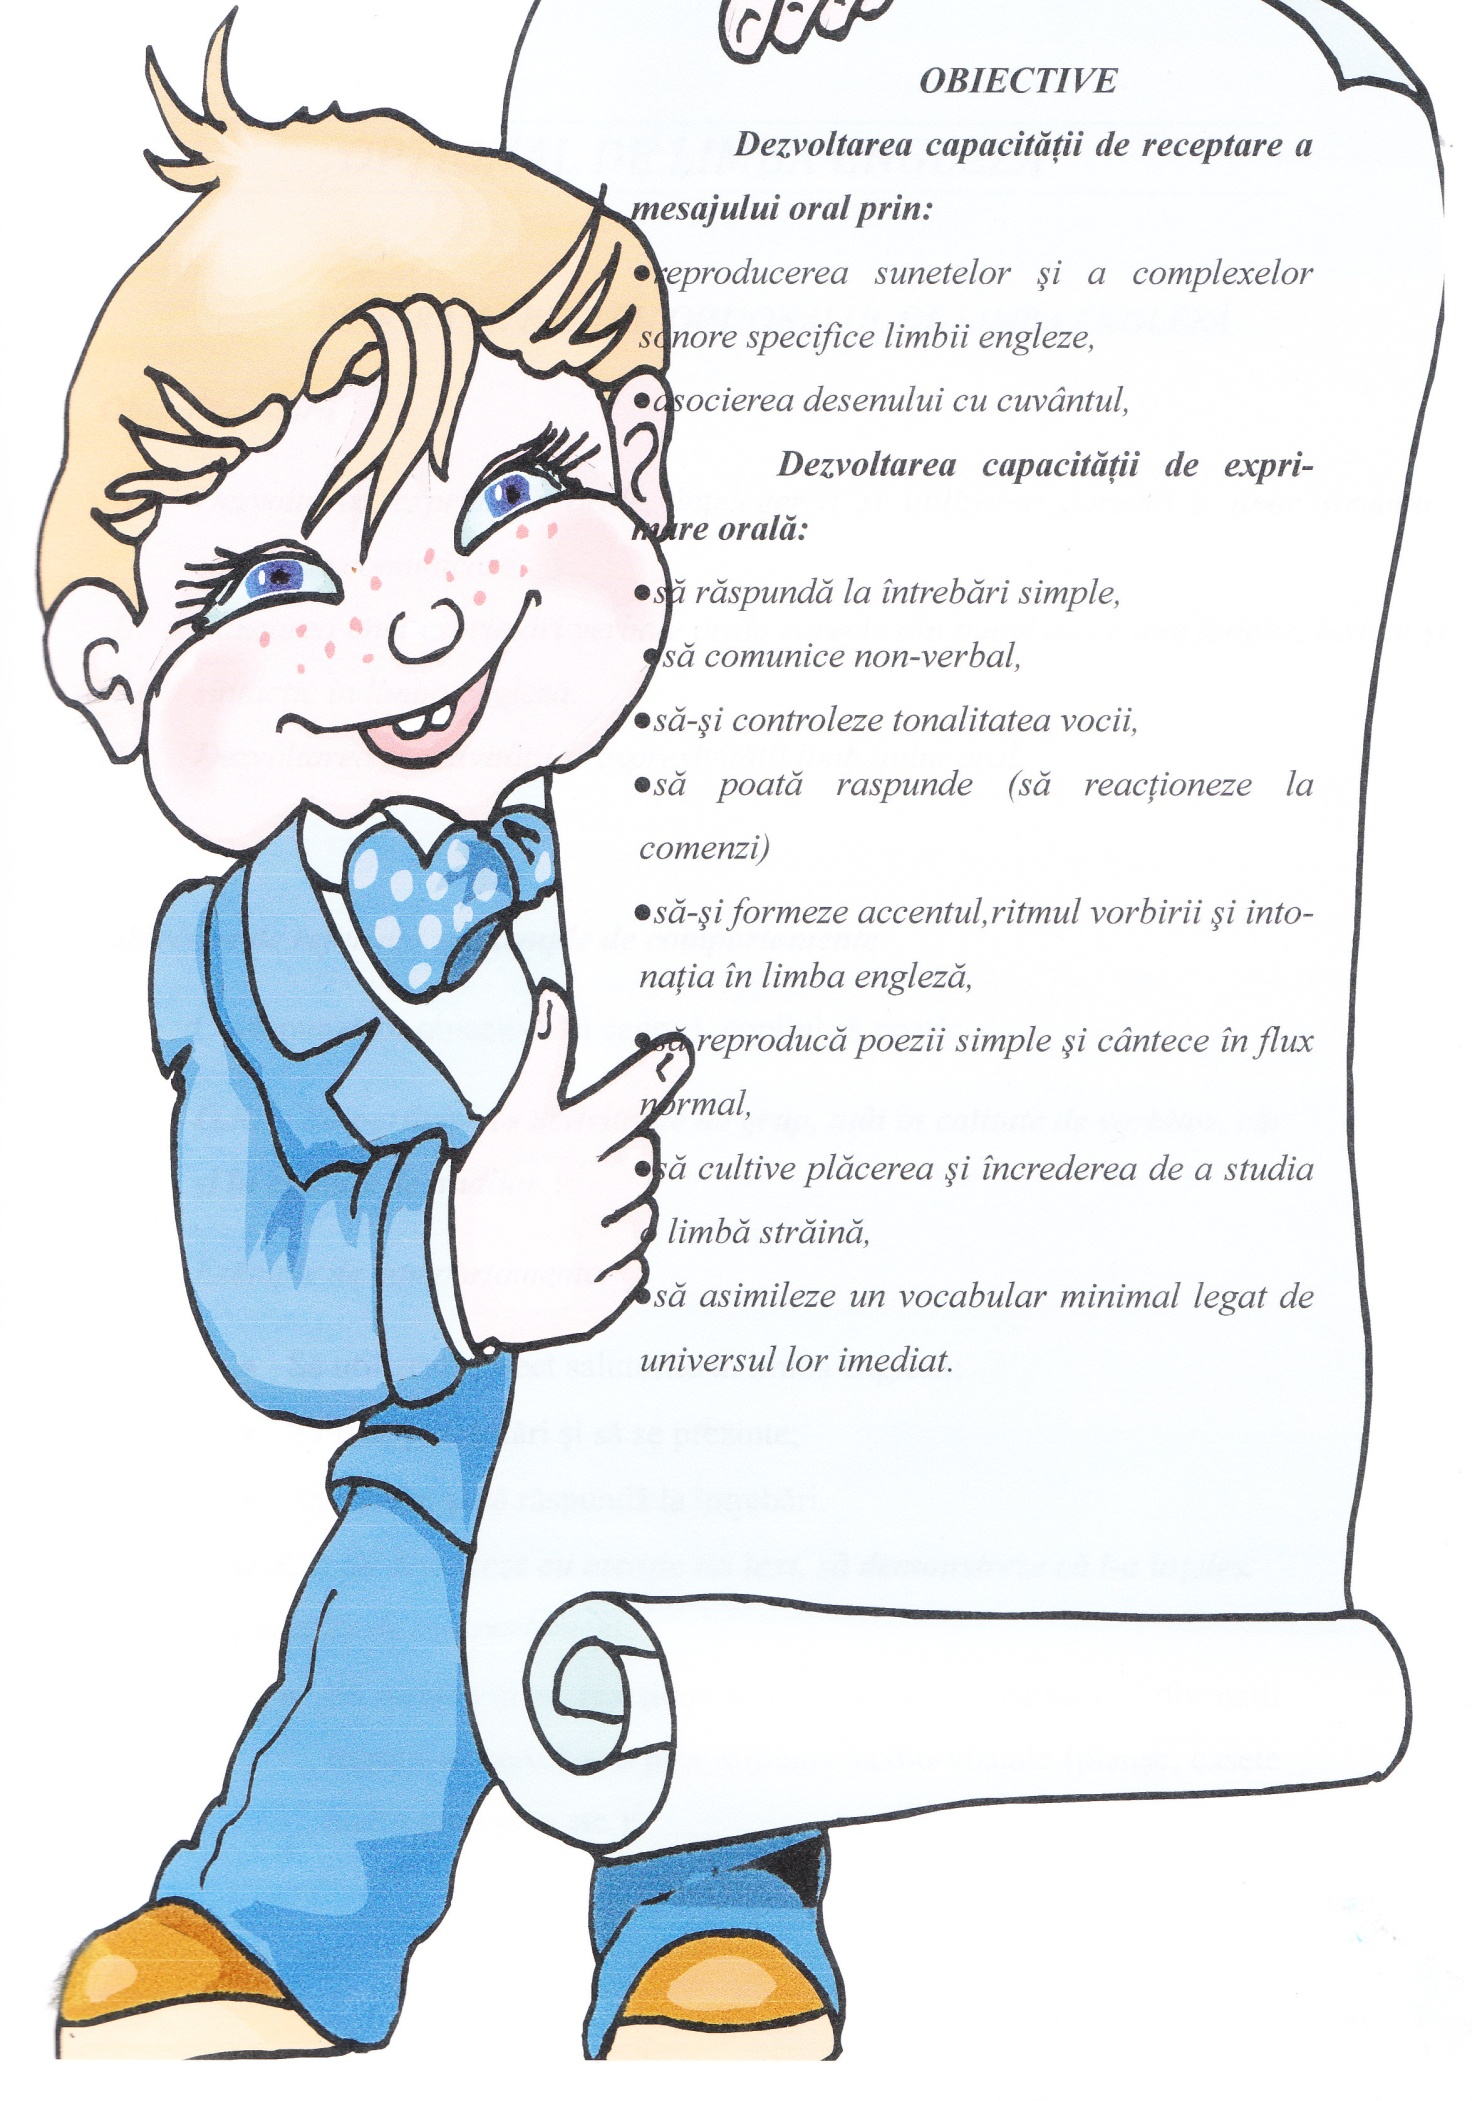 OBIECTIVE
Dezvoltarea capacității de receptare a
mesajului oral prin:
●reproducerea sunetelor şi a complexelor
sonore specifice limbii engleze,
●asocierea desenului cu cuvântul,
Dezvoltarea capacității de expri-
mare orală:
●să răspundă la întrebări simple,
●să comunice non-verbal,
●să-şi controleze tonalitatea vocii,
●să poată raspunde (să reacționeze la
comenzi)
●să-şi formeze accentul,ritmul vorbirii şi into-
nația în limba engleză,
●să reproducă poezii simple şi cântece în flux
normal,
●să cultive plăcerea şi încrederea de a studia
o limbă străină,
●să asimileze un vocabular minimal legat de
universul lor imediat.